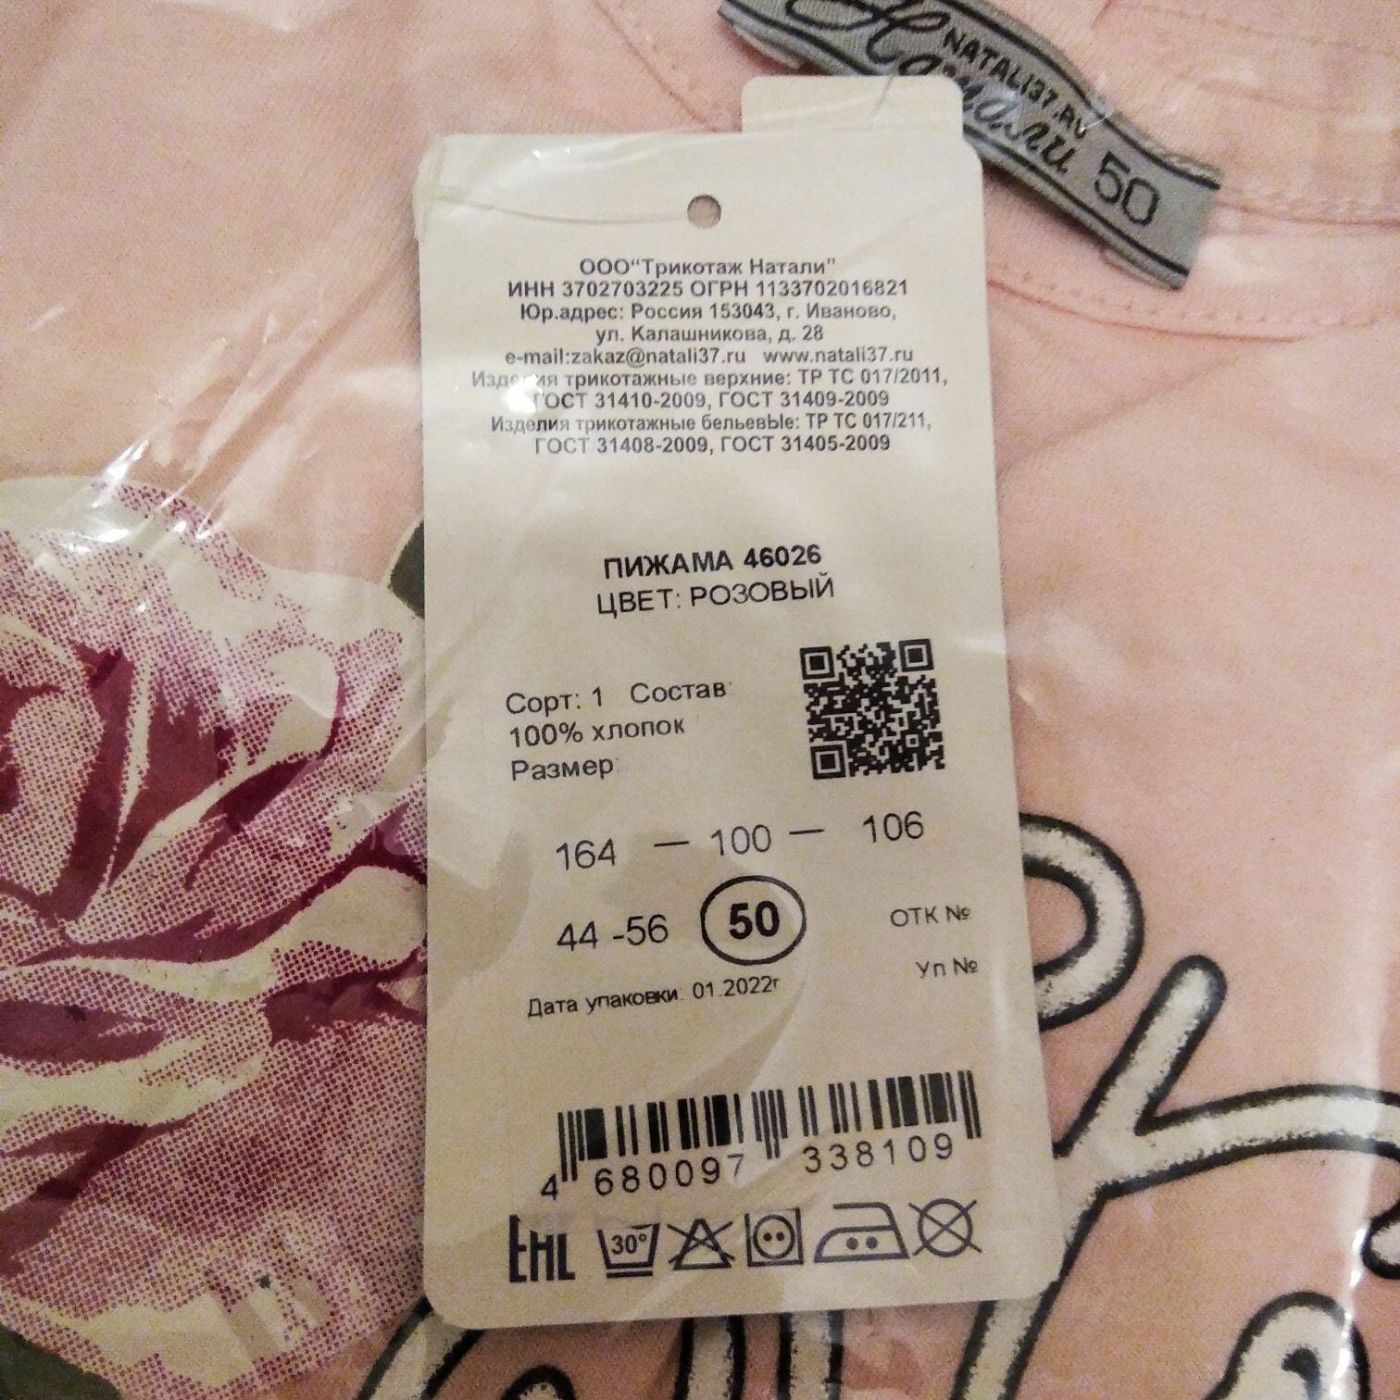 Натали
NATALI37.RU
50
ООО“Трикотаж Натали”
ИНН 3702703225 ОГРН 1133702016821
Юр.адрес: Россия 153043, г. Иваново,
ул. Калашникова, д. 28
e-mail:zakaz@natali37.ru www.natali37.ru
Изделия трикотажные верхние: ТР ТС 017/2011,
ГОСТ 31410-2009, ГОСТ 31409-2009
Изделия трикотажные бельевЫе: ТР ТС 017/211,
ГОСТ 31408-2009, ГОСТ 31405-2009
ПИЖАМА 46026
ЦВЕТ: РОЗОВЫЙ
Сорт: 1 Состав:
100% хлопок
Размер:
164 — 100 — 106
44 -56 50 ОТК №
Уп №
Дата упаковки: 01.2022г
4 680097 338109
EAC 30°